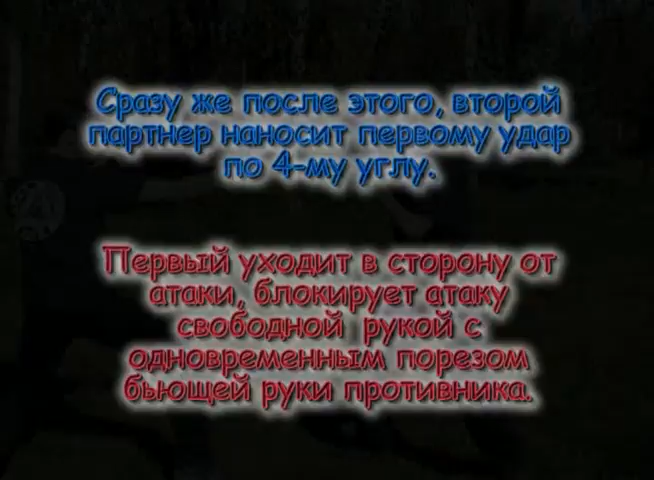 Сразу же после этого, второй
партнер наносит первому удар
по 4-му углу.
Первый уходит в сторону от
атаки, блокирует атаку
свободной рукой с
одновременным порезом
бьющей руки противника.